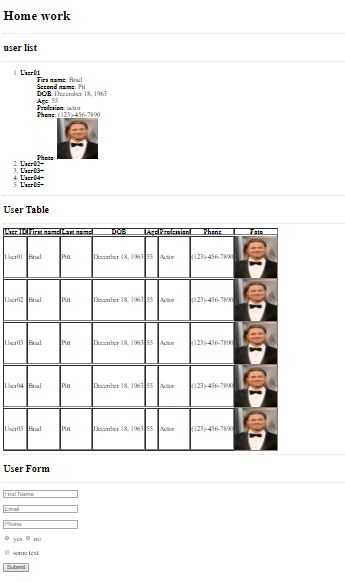 Home work
user list
1. User01
First name: Brad
Second name: Pit
DOB: December 18, 1963
Age: 55
Profesion: actor
Phone: (123)-456-7890
Photo:
2. User02+
3. User03+
4. User04+
5. User05+
User Table
User ID First name Last name DOB Age Profession Phone Foto
User01 Brad Pitt December 18, 1963 55 Actor (123)-456-7890
User02 Brad Pitt December 18, 1963 55 Actor (123)-456-7890
User03 Brad Pitt December 18, 1963 55 Actor (123)-456-7890
User04 Brad Pitt December 18, 1963 55 Actor (123)-456-7890
User05 Brad Pitt December 18, 1963 55 Actor (123)-456-7890
User Form
First Name
Email
Phone
yes no
some text
Submit